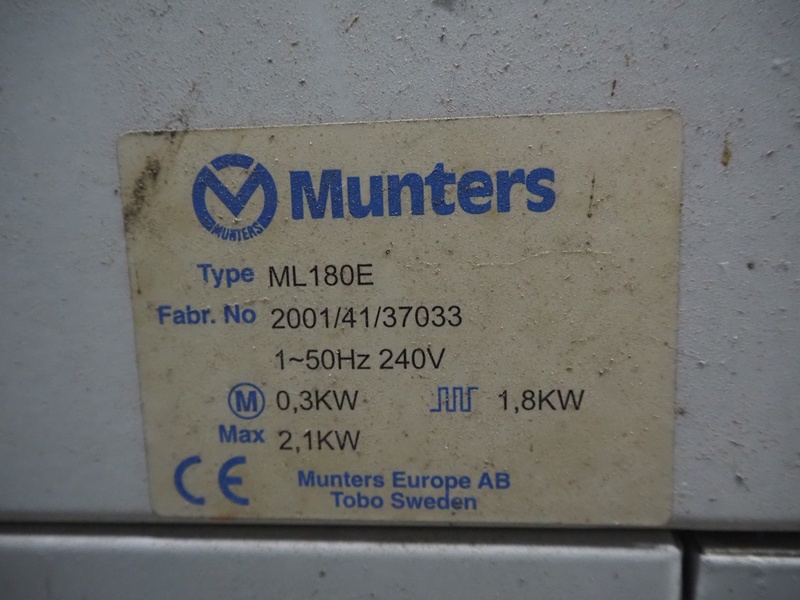 Munters
MUNTERS
Type ML180E
Fabr. No 2001/41/37033
1~50Hz 240V
M 0,3KW 1,8KW
Max 2,1KW
CE Munters Europe AB
Tobo Sweden